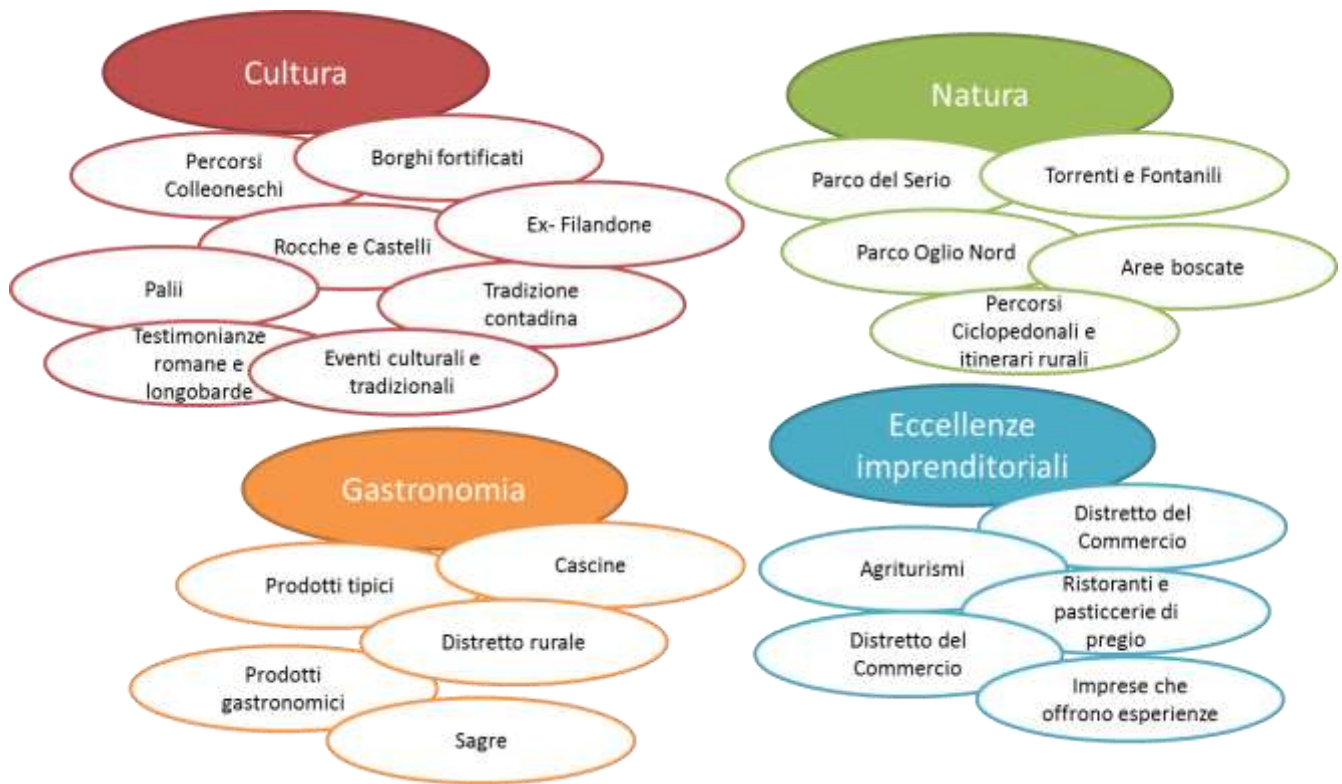 Cultura
Percorsi
Colleoneschi
Borghi fortificati
Ex- Filandone
Rocche e Castelli
Palii
Tradizione
contadina
Testimonianze
romane e
longobarde
Eventi culturali e
tradizionali
Natura
Parco del Serio
Torrenti e Fontanili
Parco Oglio Nord
Aree boscate
Percorsi
Ciclopedonali e
itinerari rurali
Gastronomia
Cascine
Prodotti tipici
Distretto rurale
Prodotti
gastronomici
Sagre
Eccellenze
imprenditoriali
Distretto del
Commercio
Agriturismi
Ristoranti e
pasticcerie di
pregio
Distretto del
Commercio
Imprese che
offrono esperienze